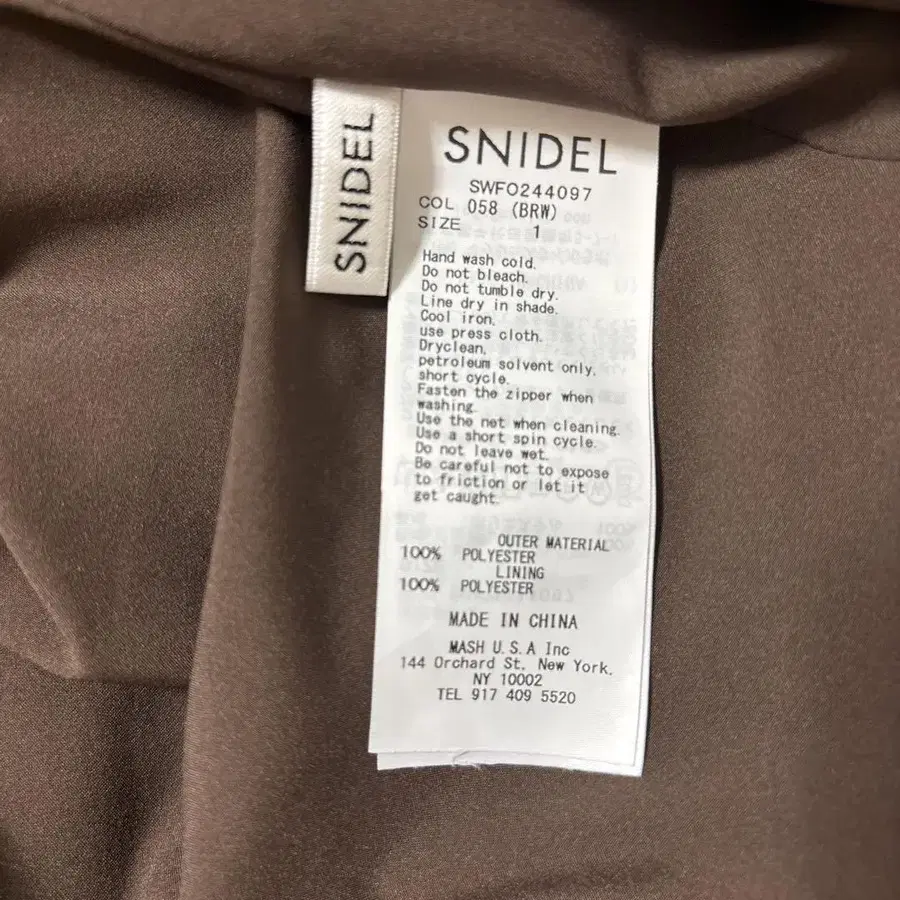 SNIDEL
SNIDEL
SWFO244097
COL 058 (BRW)
SIZE 1
Hand wash cold.
Do not bleach.
Do not tumble dry.
Line dry in shade.
Cool iron.
use press cloth.
Dryclean,
petroleum solvent only,
short cycle.
Fasten the zipper when
washing.
Use the net when cleaning.
Use a short spin cycle.
Do not leave wet.
Be careful not to expose
to friction or let it
get caught.
OUTER MATERIAL
100% POLYESTER
LINING
100% POLYESTER
MADE IN CHINA
MASH U.S.A Inc
144 Orchard St, New York,
NY 10002
TEL 917 409 5520